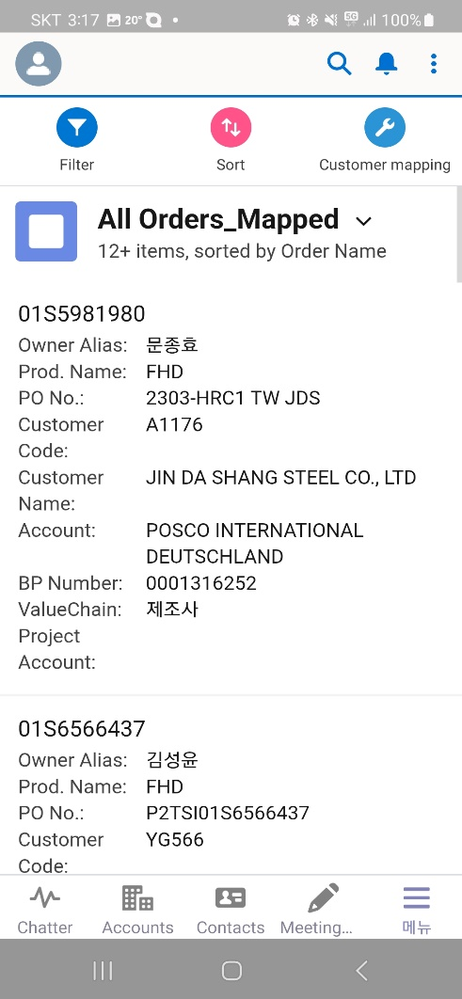 SKT 3:17 20° 5G 100%
Filter
Sort
Customer mapping
All Orders_Mapped
12+ items, sorted by Order Name
01S5981980
Owner Alias: 문종효
Prod. Name: FHD
PO No.: 2303-HRC1 TW JDS
Customer A1176
Code:
Customer JIN DA SHANG STEEL CO., LTD
Name:
Account: POSCO INTERNATIONAL
DEUTSCHLAND
BP Number: 0001316252
ValueChain: 제조사
Project
Account:
01S6566437
Owner Alias: 김성윤
Prod. Name: FHD
PO No.: P2TSI01S6566437
Customer YG566
Code:
Chatter
Accounts
Contacts
Meeting...
메뉴